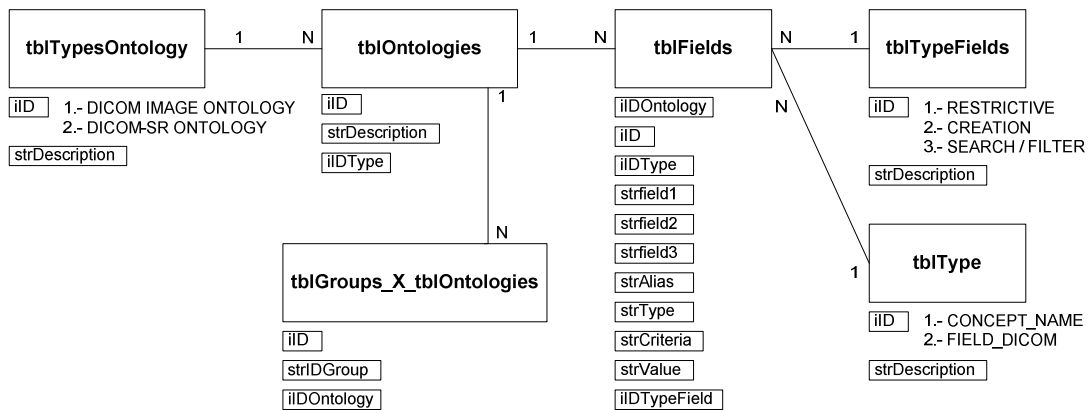 tblTypesOntology
1
N
tblOntologies
1
N
tblFields
N
1
tblTypeFields
iID
1.- DICOM IMAGE ONTOLOGY
2.- DICOM-SR ONTOLOGY
strDescription
iID
strDescription
iIDType
1
N
tblGroups_X_tblOntologies
iID
strIDGroup
iIDOntology
iIDOntology
iID
iIDType
strfield1
strfield2
strfield3
strAlias
strType
strCriteria
strValue
iIDTypeField
N
1
iID
1.- RESTRICTIVE
2.- CREATION
3.- SEARCH / FILTER
strDescription
tblType
iID
1.- CONCEPT_NAME
2.- FIELD_DICOM
strDescription